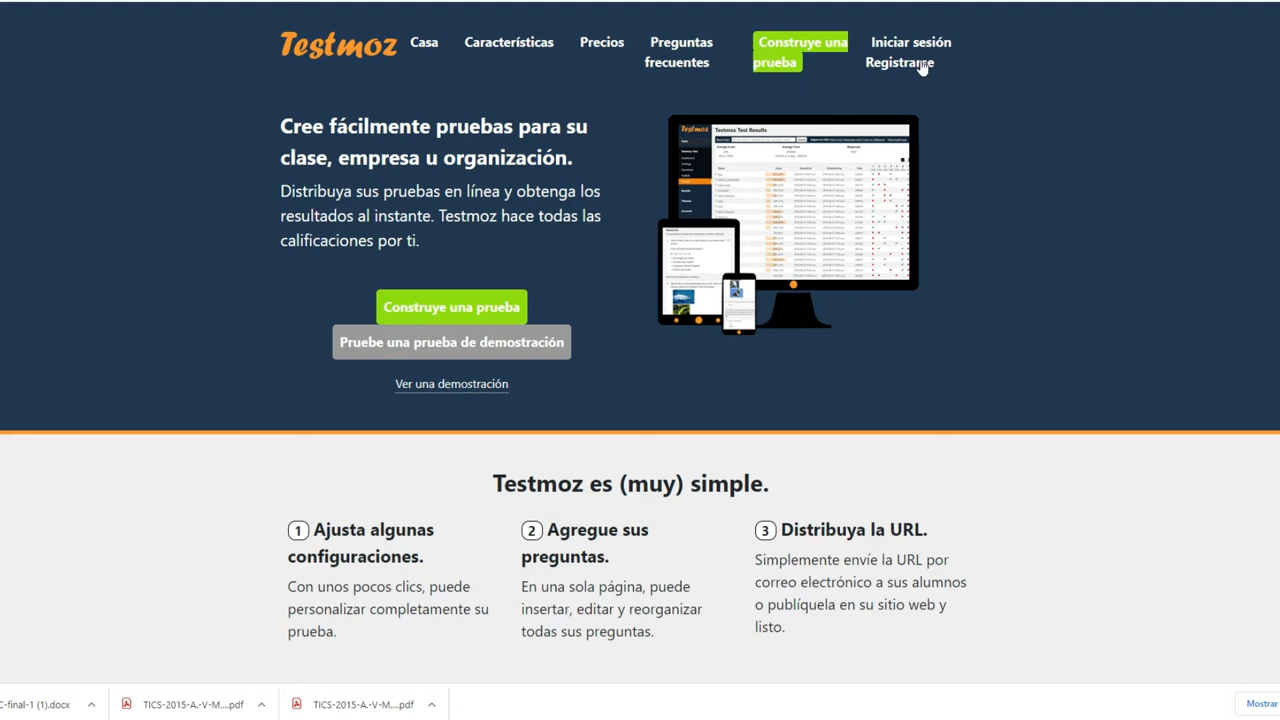 Testmoz Casa Características Precios Preguntas frecuentes Construye una prueba Iniciar sesión Registrarme
Cree fácilmente pruebas para su
clase, empresa u organización.
Distribuya sus pruebas en línea y obtenga los
resultados al instante. Testmoz hace todas las
calificaciones por ti.
Construye una prueba
Pruebe una prueba de demostración
Ver una demostración
Testmoz
Testmoz Test Results
Testmoz es (muy) simple.
1 Ajusta algunas
configuraciones.
Con unos pocos clics, puede
personalizar completamente su
prueba.
2 Agregue sus
preguntas.
En una sola página, puede
insertar, editar y reorganizar
todas sus preguntas.
3 Distribuya la URL.
Simplemente envíe la URL por
correo electrónico a sus alumnos
o publíquela en su sitio web y
listo.
C-final-1 (1).docx TICS-2015-A.-V-M....pdf TICS-2015-A.-V-M....pdf Mostrar